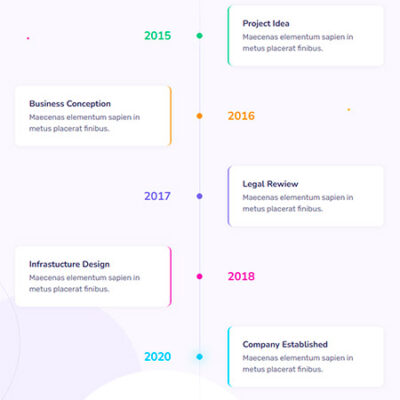 2015
Project Idea
Maecenas elementum sapien in
metus placerat finibus.
Business Conception
Maecenas elementum sapien in
metus placerat finibus.
2016
2017
Legal Rewiew
Maecenas elementum sapien in
metus placerat finibus.
Infrastucture Design
Maecenas elementum sapien in
metus placerat finibus.
2018
2020
Company Established
Maecenas elementum sapien in
metus placerat finibus.